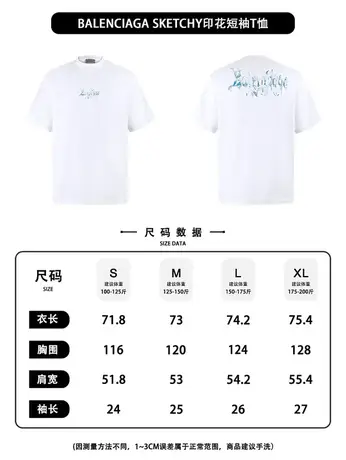 BALENCIAGA SKETCHY印花短袖T恤
尺码数据
SIZE DATA
尺码 S M L XL
SIZE 建议体重 建议体重 建议体重 建议体重
100-125斤 125-150斤 150-175斤 175-200斤
衣长 71.8 73 74.2 75.4
胸围 116 120 124 128
肩宽 51.8 53 54.2 55.4
袖长 24 25 26 27
(因测量方法不同，1~3CM误差属于正常范围，商品建议手洗)